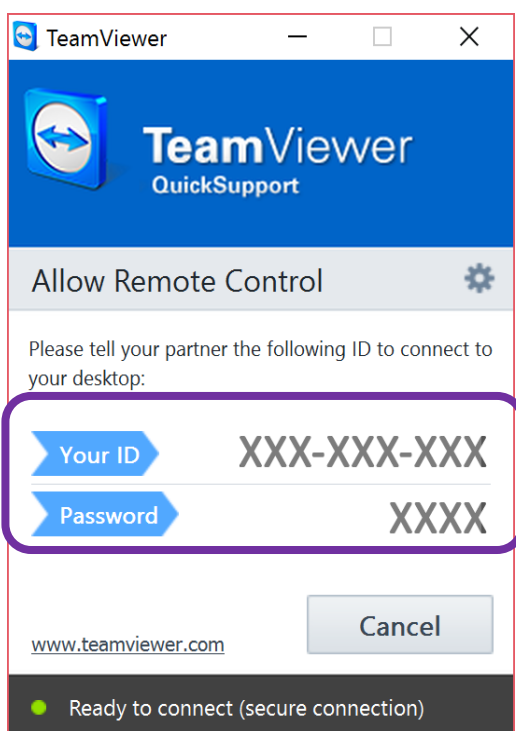 TeamViewer
TeamViewer
QuickSupport
Allow Remote Control
Please tell your partner the following ID to connect to
your desktop:
Your ID XXX-XXX-XXX
Password XXXX
Cancel
www.teamviewer.com
Ready to connect (secure connection)